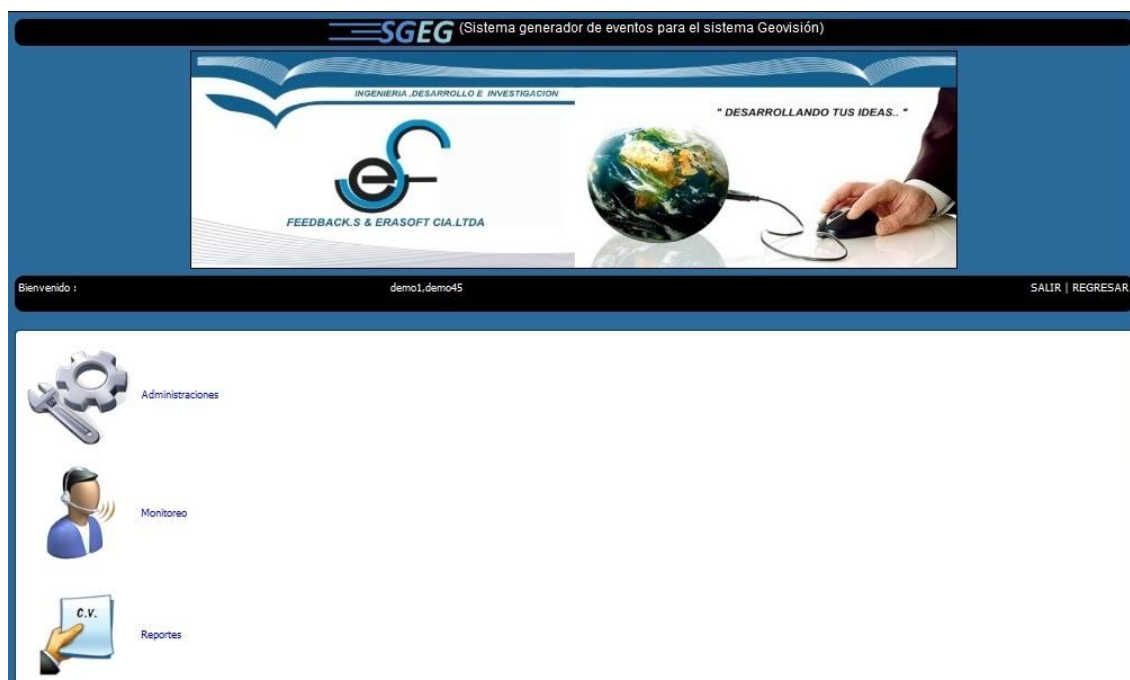 SGEG (Sistema generador de eventos para el sistema Geovisión)
INGENIERIA ,DESARROLLO E INVESTIGACION
" DESARROLLANDO TUS IDEAS.. "
FEEDBACK.S & ERASOFT CIA.LTDA
Bienvenido : demo1,demo45 SALIR | REGRESAR
Administraciones
Monitoreo
C.V.
Reportes